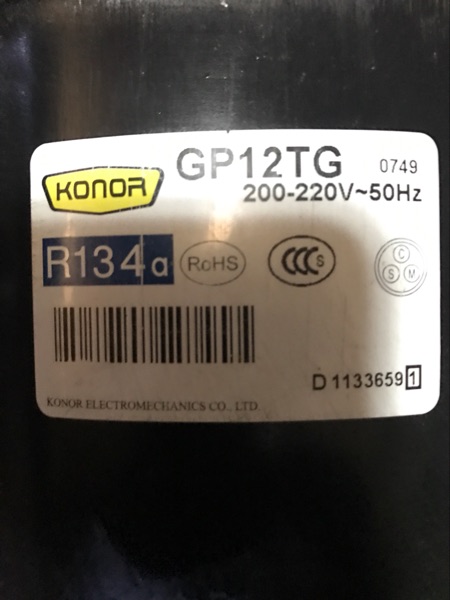 KONOR
GP12TG 0749
200-220V~50Hz
R134a RoHS CCC S C S M
D 1133659 1
KONOR ELECTROMECHANICS CO., LTD.